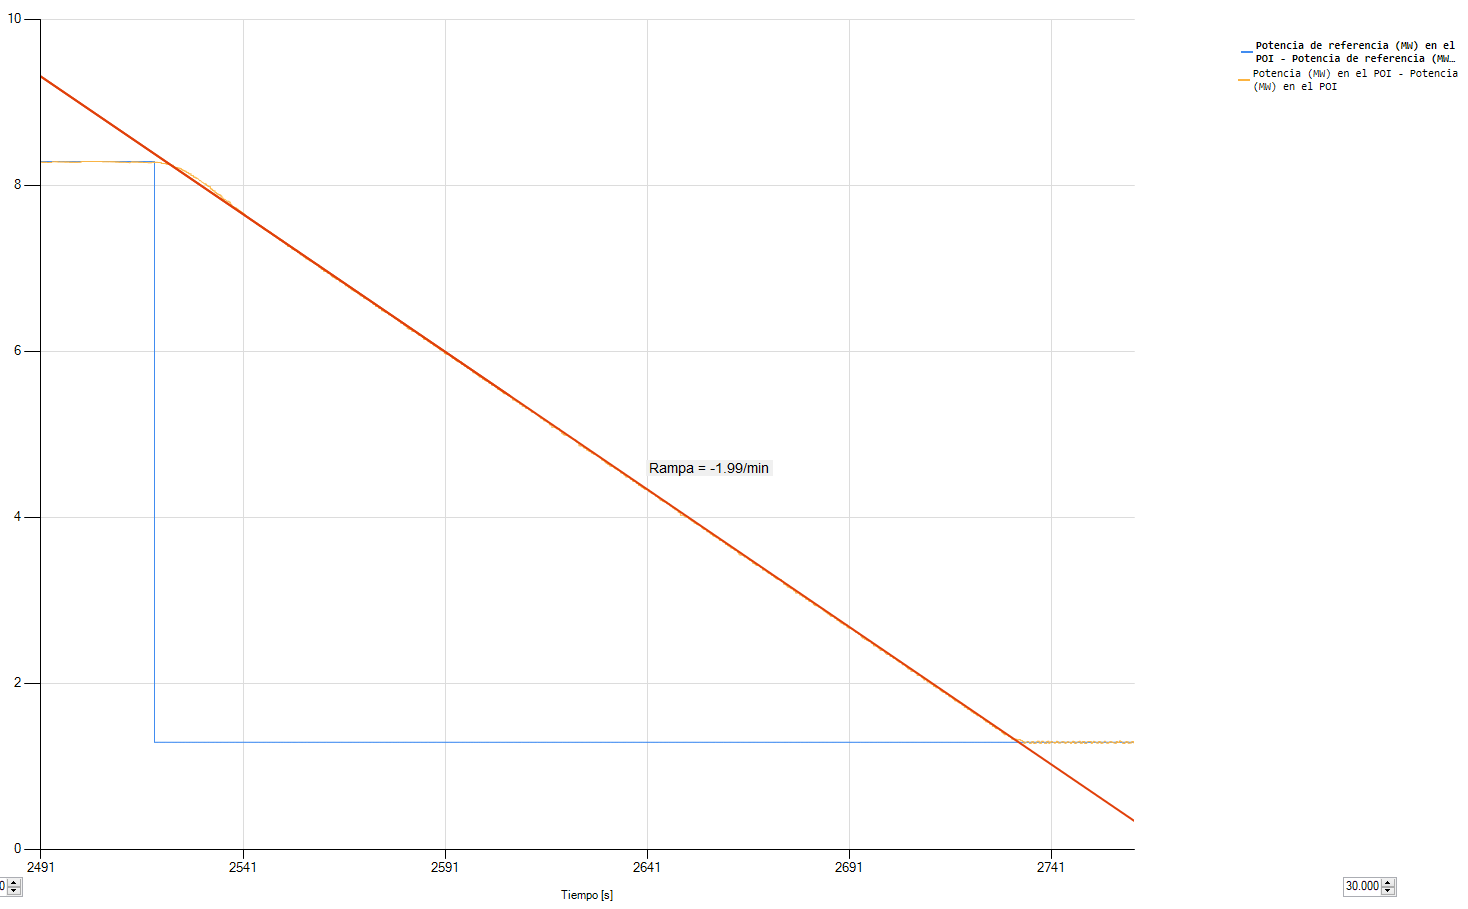 10
Potencia de referencia (MW) en el
POI - Potencia de referencia (MW…
Potencia (MW) en el POI - Potencia
(MW) en el POI
8
6
Rampa = -1.99/min
4
2
0
2491 2541 2591 2641 2691 2741
0 30.000
Tiempo [s]